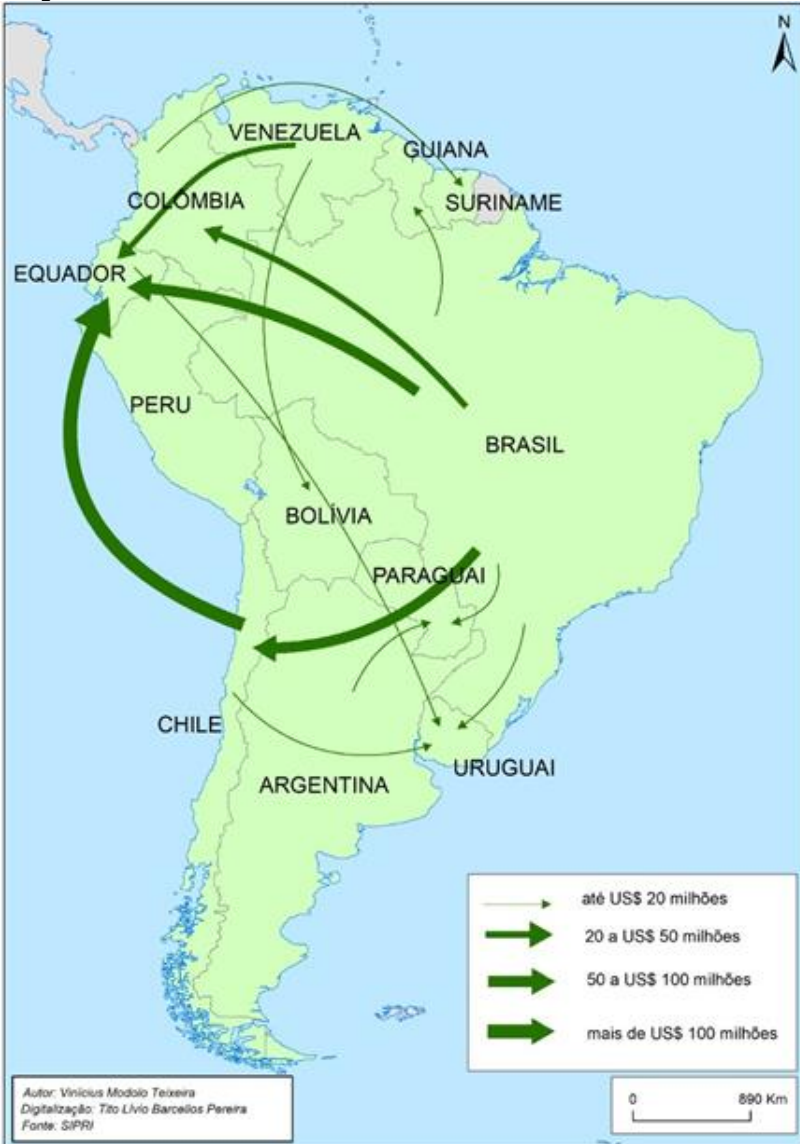 N
VENEZUELA
GUIANA
COLÔMBIA
SURINAME
EQUADOR
PERU
BRASIL
BOLÍVIA
PARAGUAI
CHILE
URUGUAI
ARGENTINA
até US$ 20 milhões
20 a US$ 50 milhões
50 a US$ 100 milhões
mais de US$ 100 milhões
Autor: Vinícius Modolo Teixeira
Digitalização: Tito Lívio Barcellos Pereira
Fonte: SIPRI
0 890 Km